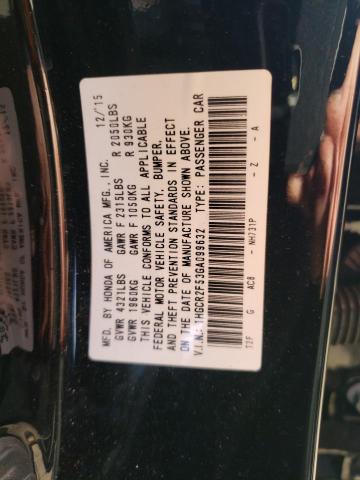 MFG. BY HONDA OF AMERICA MFG., INC. 12/15
GVWR 4321LBS GAWR F 2315LBS R 2050LBS
GVWR 1960KG GAWR F 1050KG R 930KG
THIS VEHICLE CONFORMS TO ALL APPLICABLE
FEDERAL MOTOR VEHICLE SAFETY, BUMPER,
AND THEFT PREVENTION STANDARDS IN EFFECT
ON THE DATE OF MANUFACTURE SHOWN ABOVE.
V.I.N.: 1HGCR2F53GA099632 TYPE: PASSENGER CAR
T2F G AC8 - NH731P - Z - A